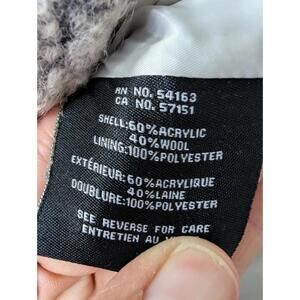 RN NO. 54163
CA NO. 57151
SHELL:60%ACRYLIC
40%WOOL
LINING:100%POLYESTER
EXTÉRIEUR:60%ACRYLIQUE
40%LAINE
DOUBLURE:100%POLYESTER
SEE REVERSE FOR CARE
ENTRETIEN AU